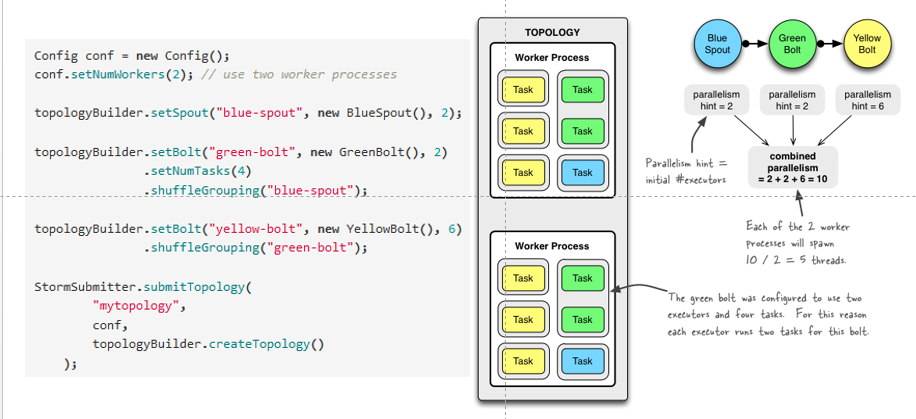 Config conf = new Config();
conf.setNumWorkers(2); // use two worker processes
topologyBuilder.setSpout("blue-spout", new BlueSpout(), 2);
topologyBuilder.setBolt("green-bolt", new GreenBolt(), 2)
.setNumTasks(4)
.shuffleGrouping("blue-spout");
topologyBuilder.setBolt("yellow-bolt", new YellowBolt(), 6)
.shuffleGrouping("green-bolt");
StormSubmitter.submitTopology(
"mytopology",
conf,
topologyBuilder.createTopology()
);
TOPOLOGY
Worker Process
Task Task
Task Task
Task Task
Worker Process
Task Task
Task Task
Task Task
Blue
Spout
Green
Bolt
Yellow
Bolt
parallelism
hint = 2
parallelism
hint = 2
parallelism
hint = 6
Parallelism hint =
initial #executors
combined
parallelism
= 2 + 2 + 6 = 10
Each of the 2 worker
processes will spawn
10 / 2 = 5 threads.
The green bolt was configured to use two
executors and four tasks. For this reason
each executor runs two tasks for this bolt.